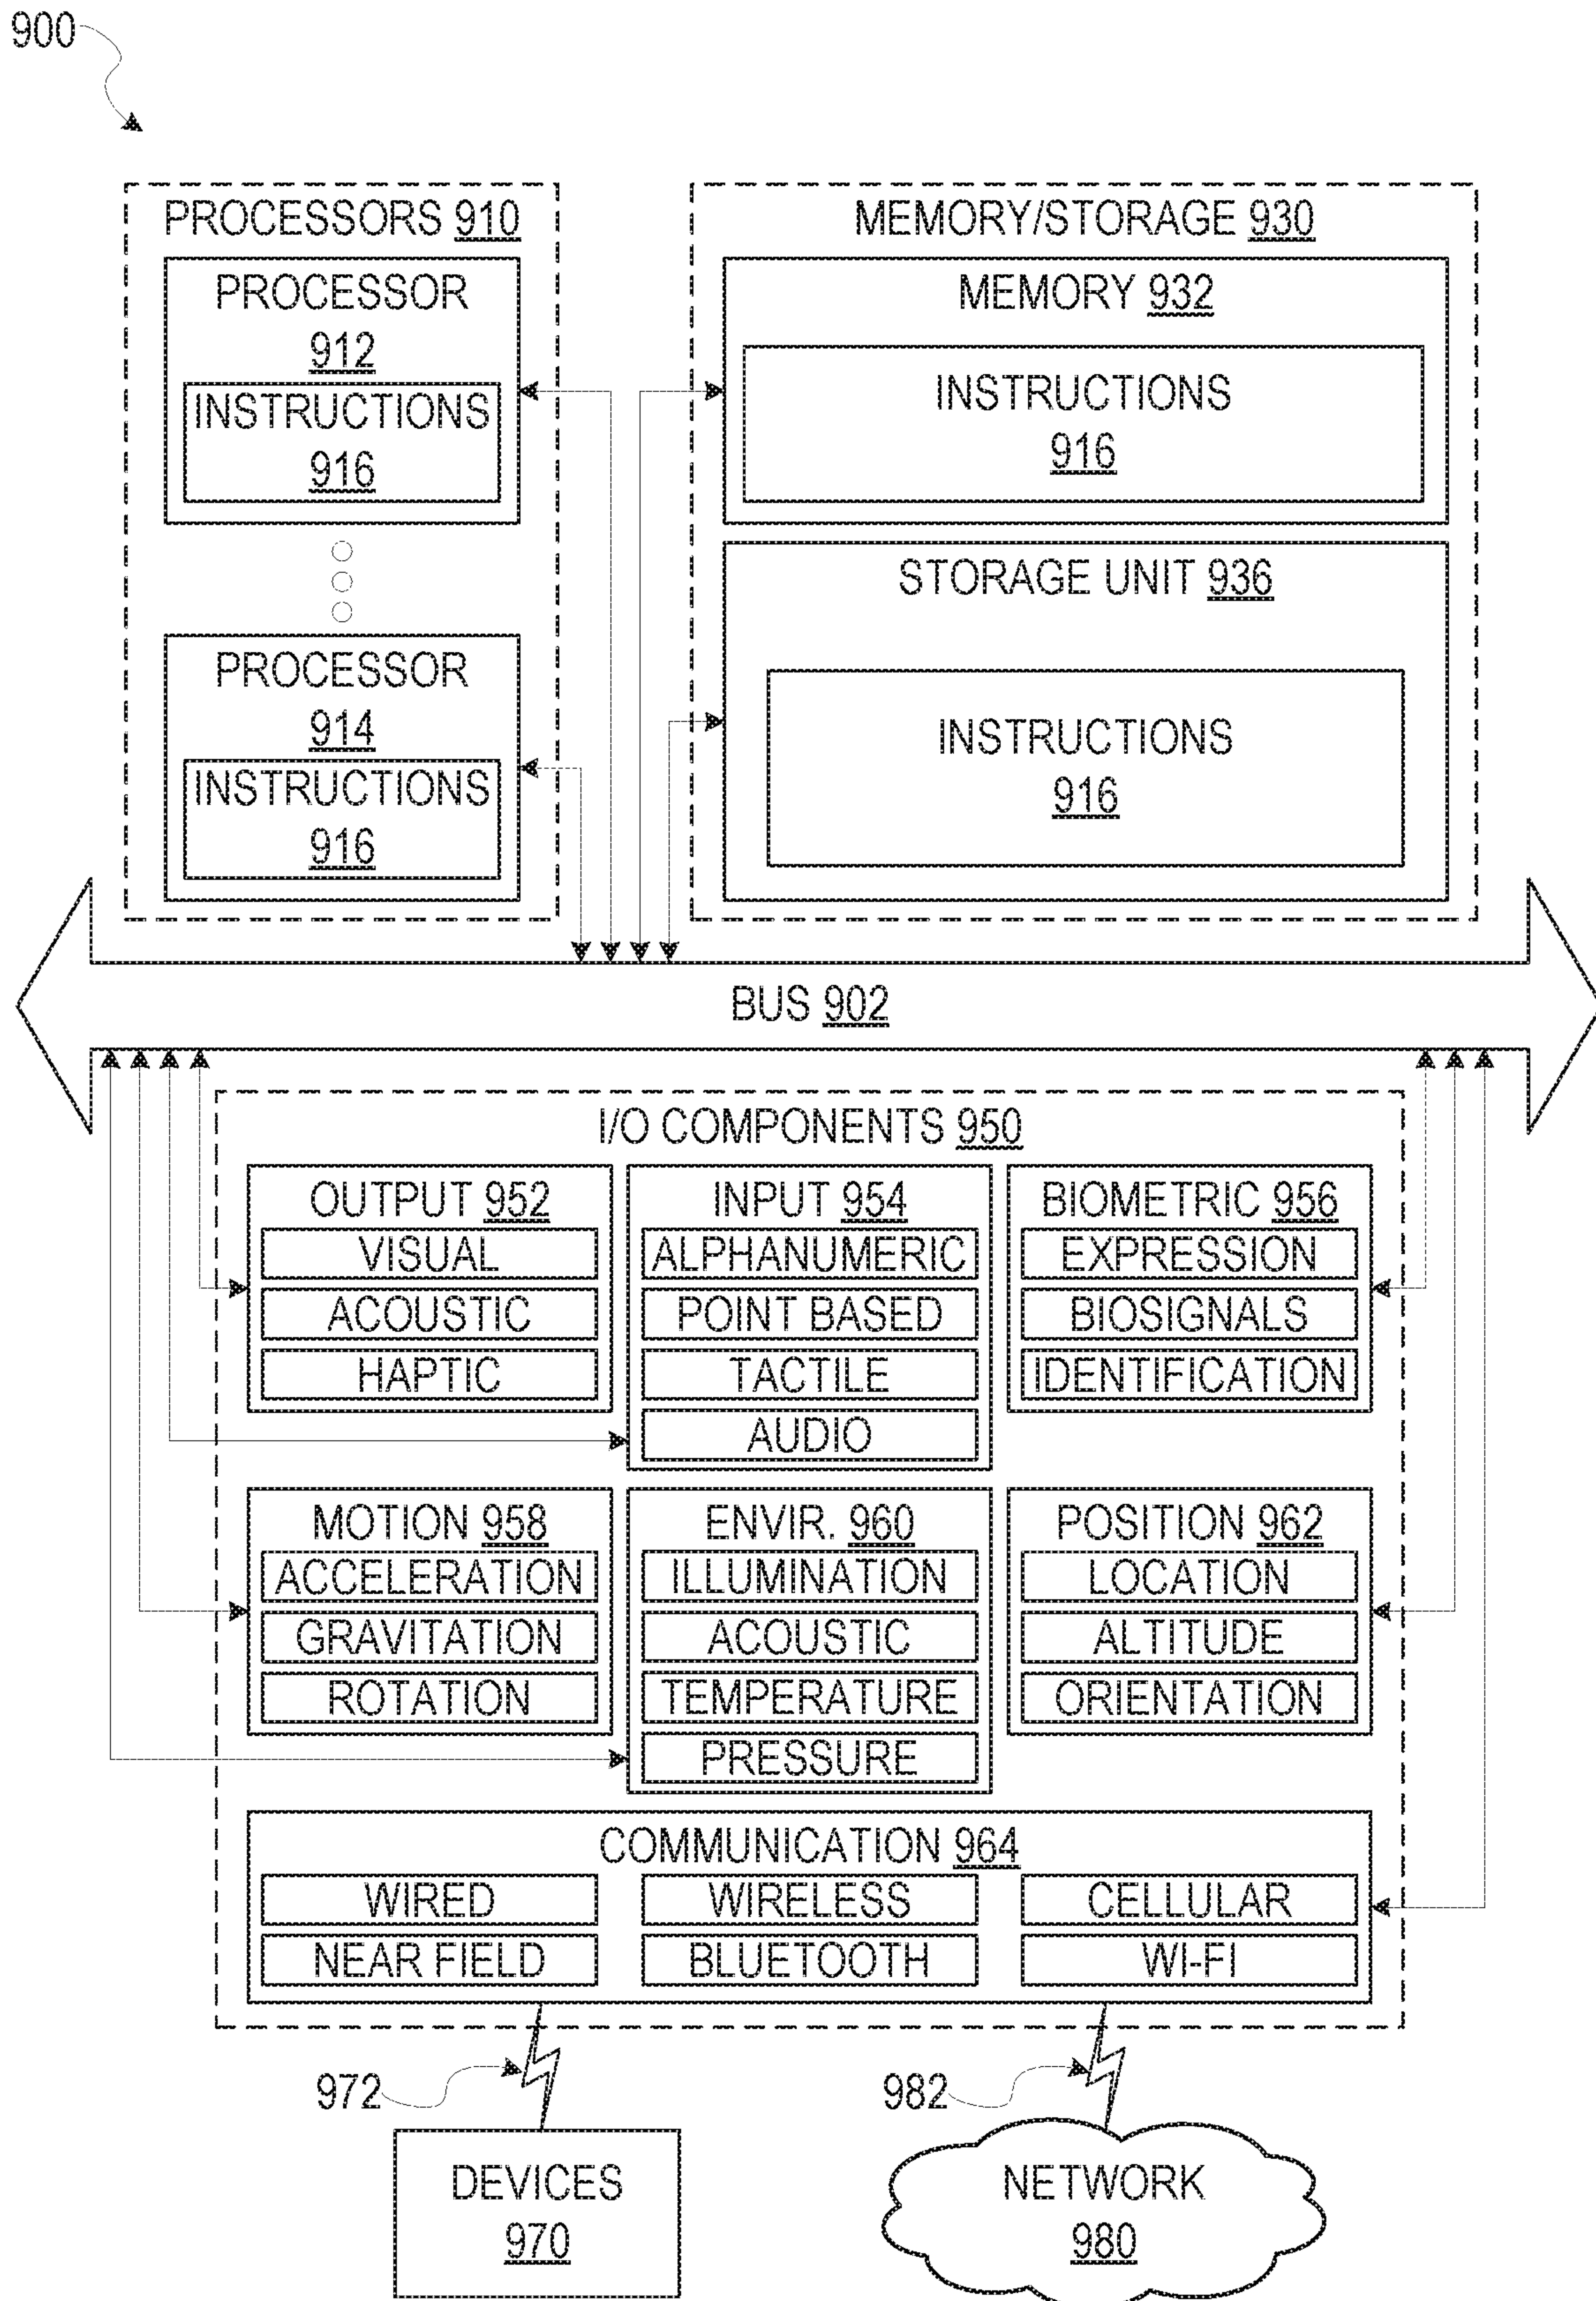 900
PROCESSORS 910
PROCESSOR
912
INSTRUCTIONS
916
PROCESSOR
914
INSTRUCTIONS
916
MEMORY/STORAGE 930
MEMORY 932
INSTRUCTIONS
916
STORAGE UNIT 936
INSTRUCTIONS
916
BUS 902
I/O COMPONENTS 950
OUTPUT 952
VISUAL
ACOUSTIC
HAPTIC
INPUT 954
ALPHANUMERIC
POINT BASED
TACTILE
AUDIO
BIOMETRIC 956
EXPRESSION
BIOSIGNALS
IDENTIFICATION
MOTION 958
ACCELERATION
GRAVITATION
ROTATION
ENVIR. 960
ILLUMINATION
ACOUSTIC
TEMPERATURE
PRESSURE
POSITION 962
LOCATION
ALTITUDE
ORIENTATION
COMMUNICATION 964
WIRED
WIRELESS
CELLULAR
NEAR FIELD
BLUETOOTH
WI-FI
972
982
DEVICES
970
NETWORK
980